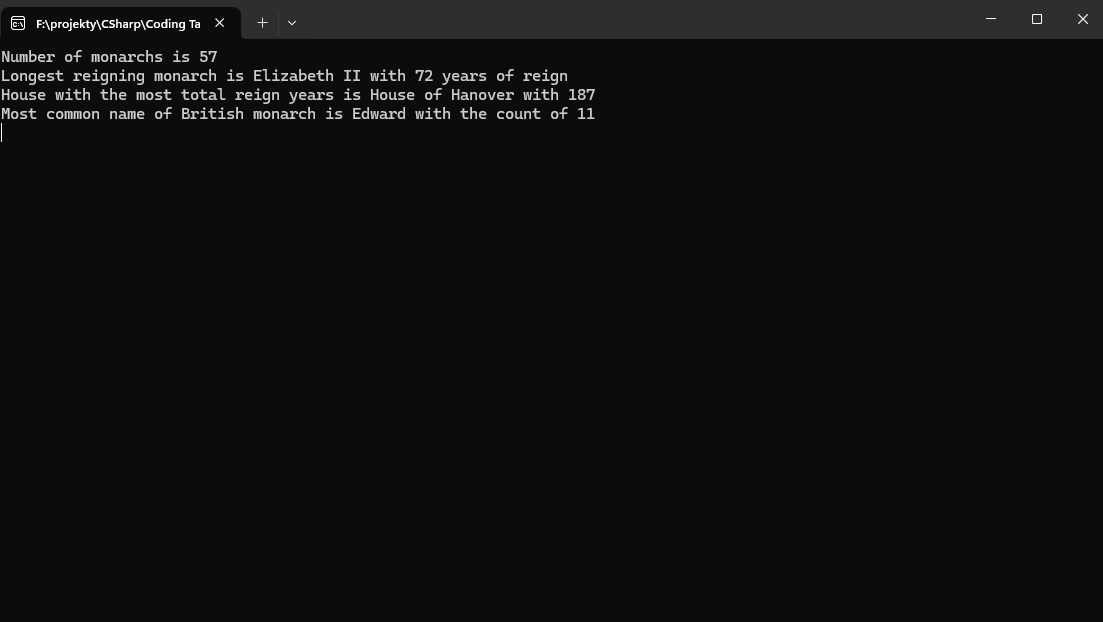 F:\projekty\CSharp\Coding Ta
Number of monarchs is 57
Longest reigning monarch is Elizabeth II with 72 years of reign
House with the most total reign years is House of Hanover with 187
Most common name of British monarch is Edward with the count of 11